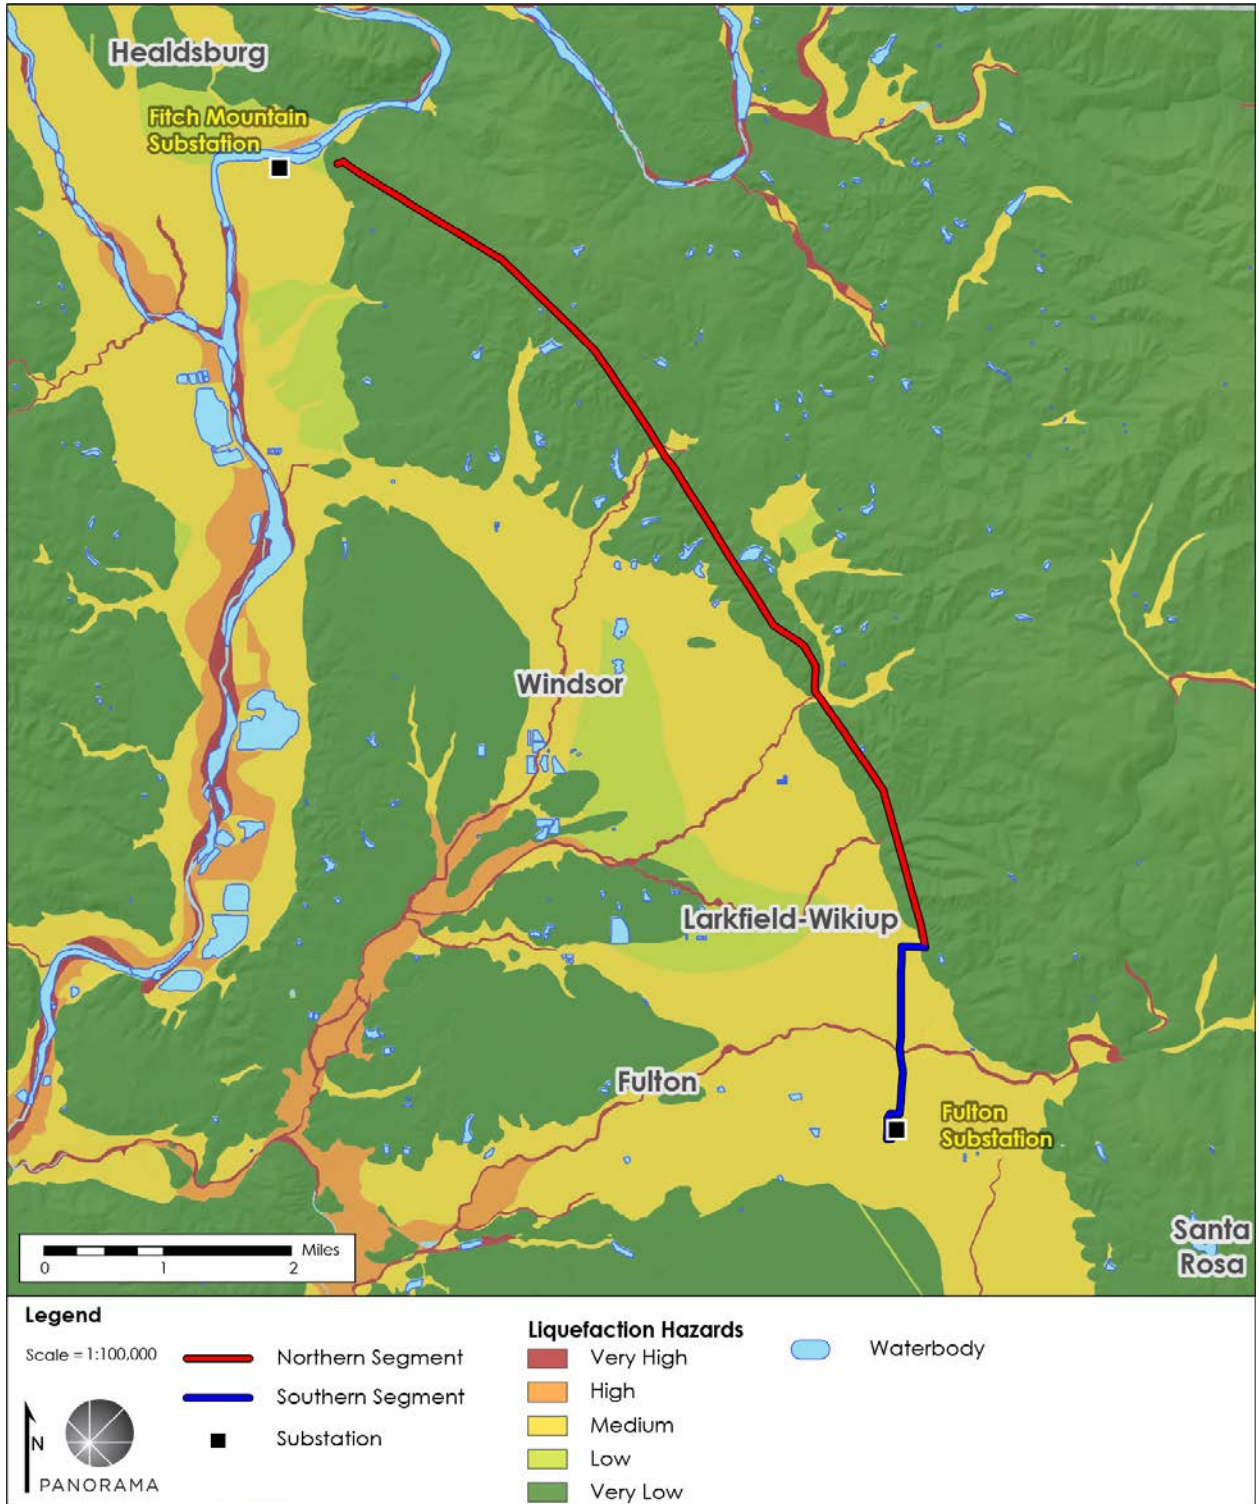 Healdsburg
Fitch Mountain
Substation
Windsor
Larkfield-Wikiup
Fulton
Fulton
Substation
Santa
Rosa
Miles
0 1 2
Legend
Scale = 1:100,000
N
PANORAMA
Northern Segment
Southern Segment
Substation
Liquefaction Hazards
Very High
High
Medium
Low
Very Low
Waterbody